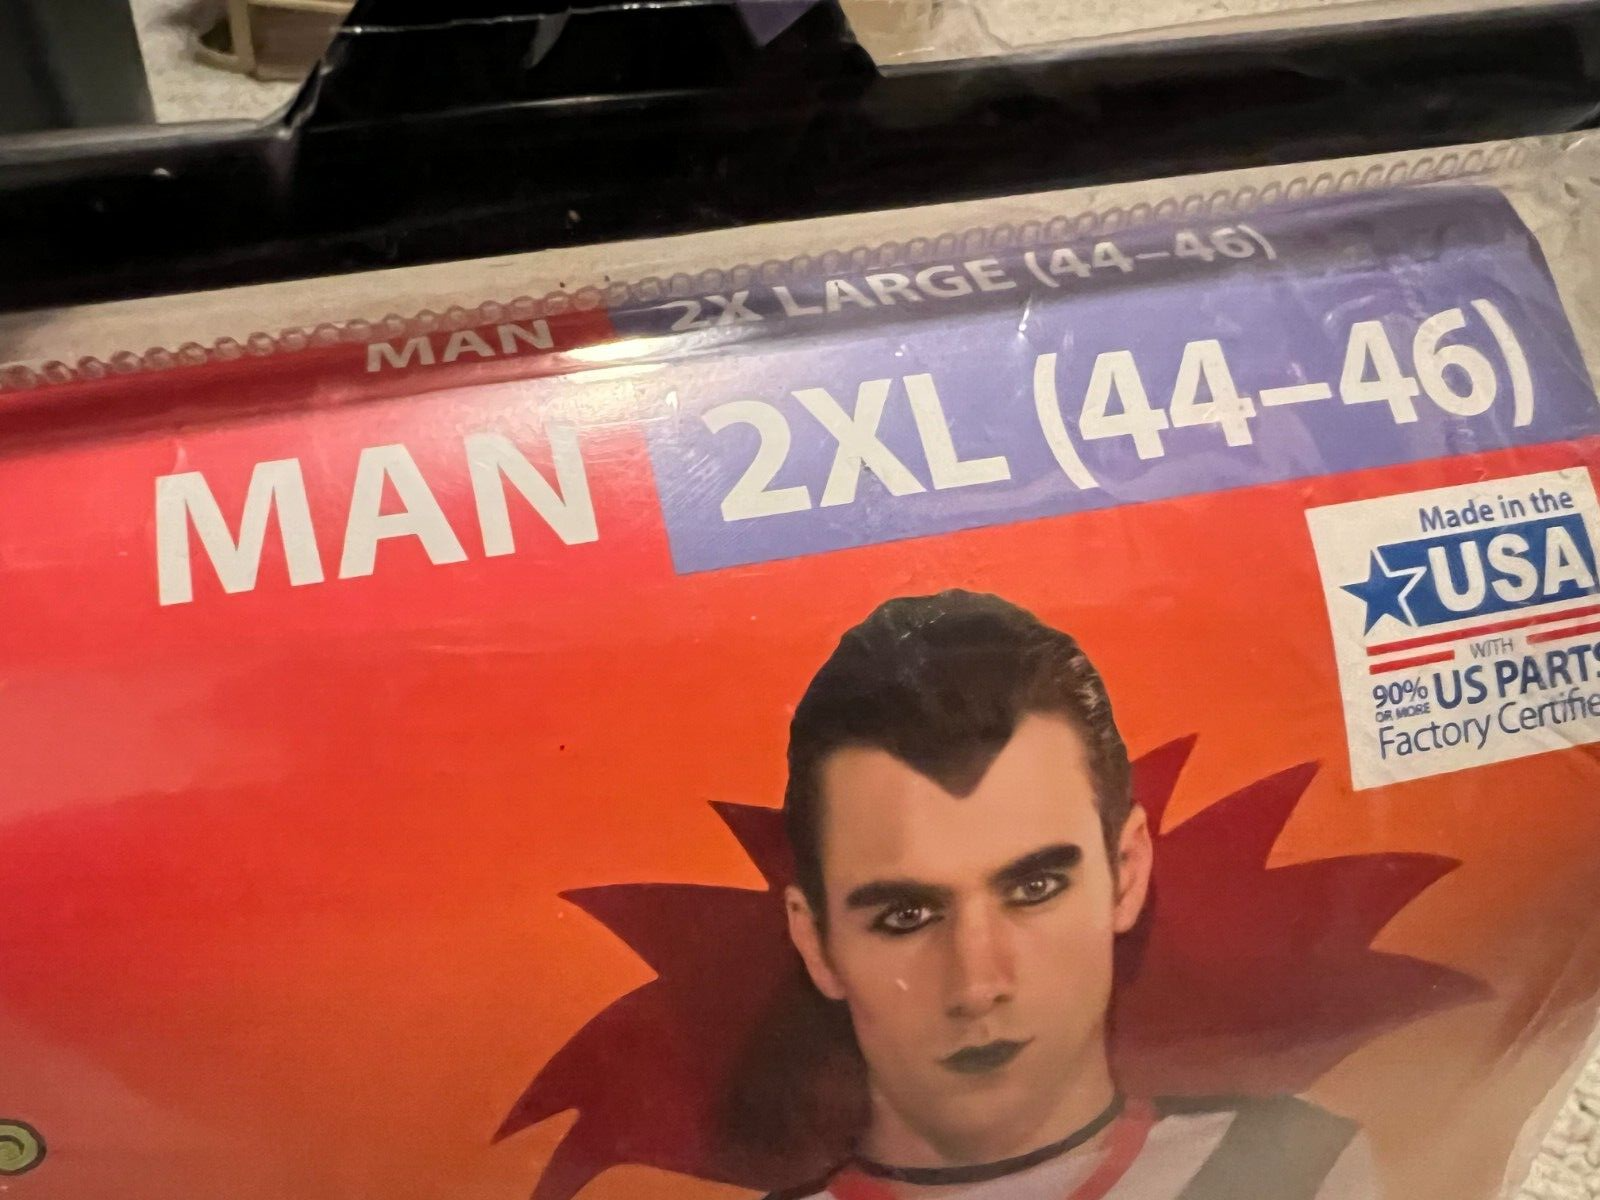 MAN 2X LARGE (44–46)
MAN 2XL (44–46)
Made in the
USA
WITH
90% OR MORE US PARTS
Factory Certifie